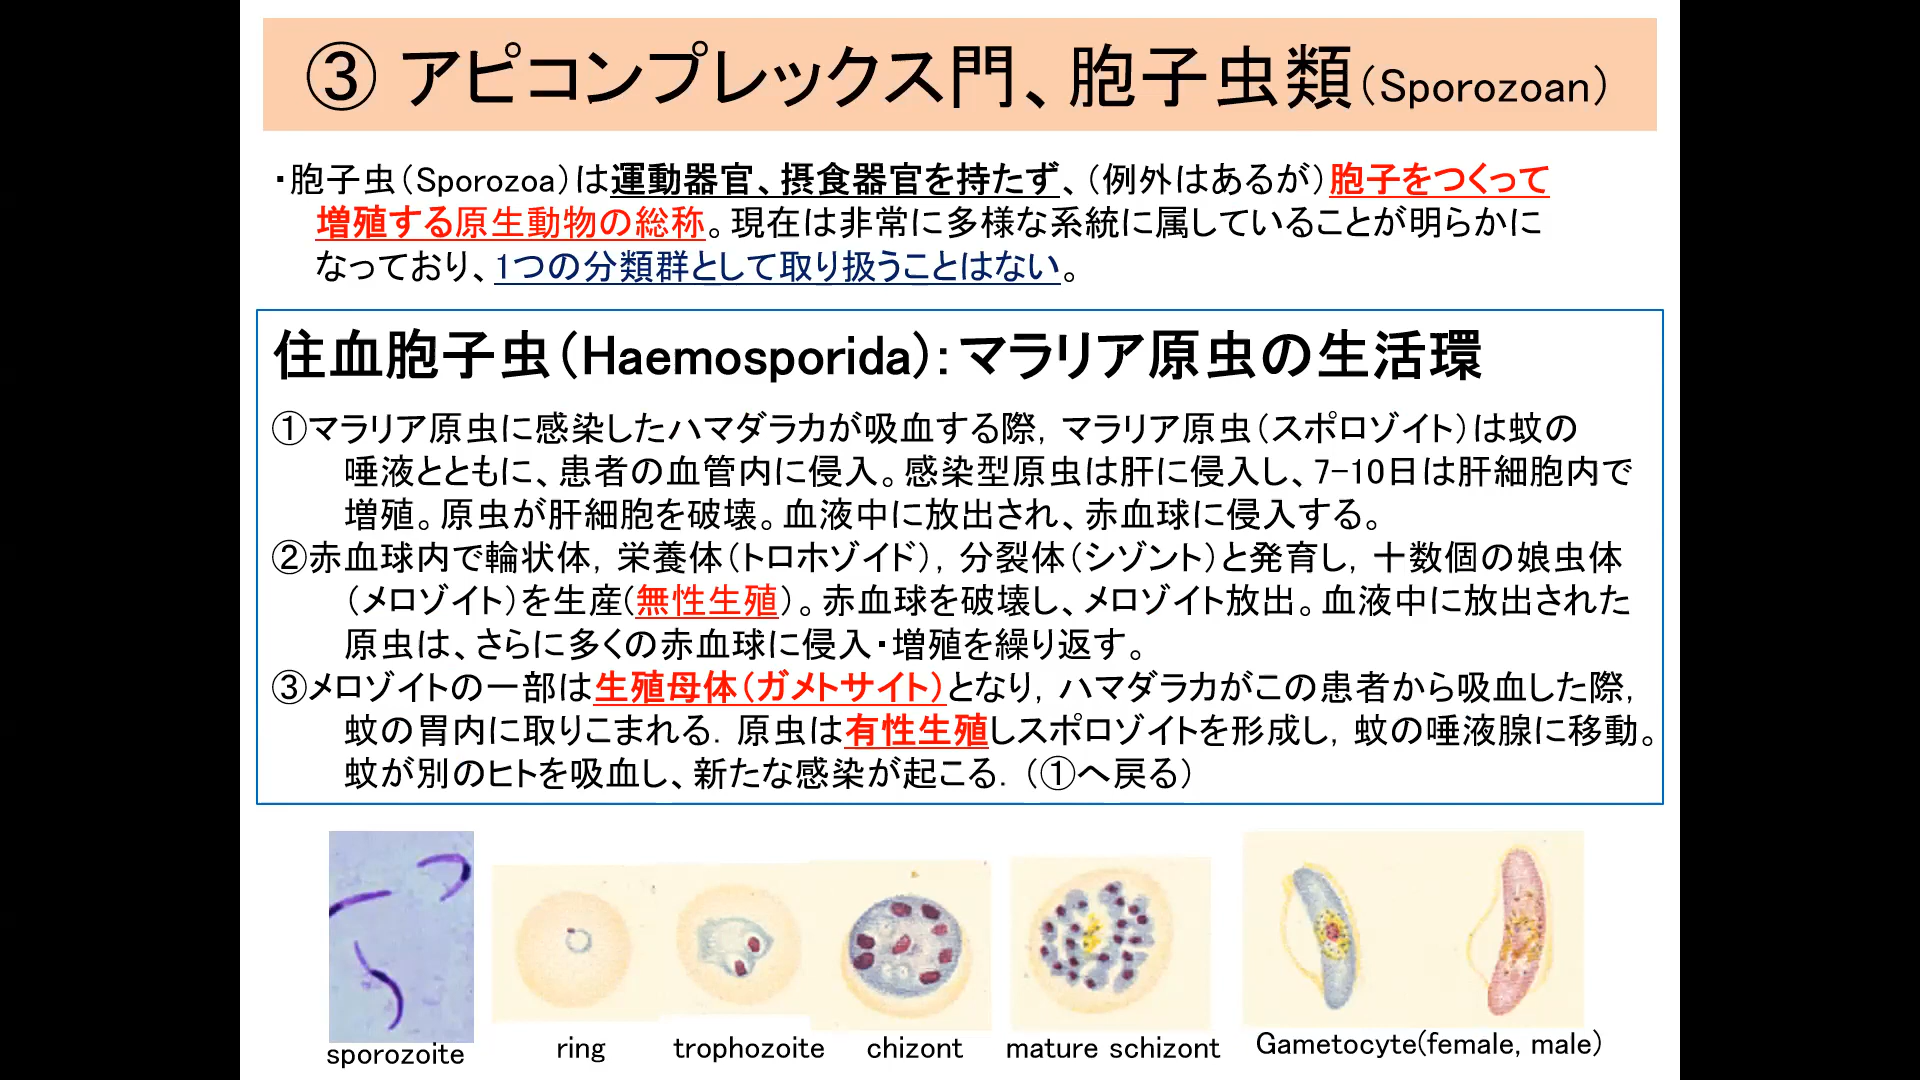 ③ アピコンプレックス門、胞子虫類（Sporozoan）
・胞子虫（Sporozoa）は運動器官、摂食器官を持たず、（例外はあるが）胞子をつくって
増殖する原生動物の総称。現在は非常に多様な系統に属していることが明らかに
なっており、1つの分類群として取り扱うことはない。
住血胞子虫（Haemosporida）：マラリア原虫の生活環
①マラリア原虫に感染したハマダラカが吸血する際，マラリア原虫（スポロゾイト）は蚊の
唾液とともに、患者の血管内に侵入。感染型原虫は肝に侵入し、7-10日は肝細胞内で
増殖。原虫が肝細胞を破壊。血液中に放出され、赤血球に侵入する。
②赤血球内で輪状体，栄養体（トロホゾイド），分裂体（シゾント）と発育し，十数個の娘虫体
（メロゾイト）を生産(無性生殖）。赤血球を破壊し、メロゾイト放出。血液中に放出された
原虫は、さらに多くの赤血球に侵入・増殖を繰り返す。
③メロゾイトの一部は生殖母体（ガメトサイト）となり，ハマダラカがこの患者から吸血した際，
蚊の胃内に取りこまれる．原虫は有性生殖しスポロゾイトを形成し，蚊の唾液腺に移動。
蚊が別のヒトを吸血し、新たな感染が起こる．（①へ戻る）
sporozoite
ring
trophozoite
chizont
mature schizont
Gametocyte(female, male)